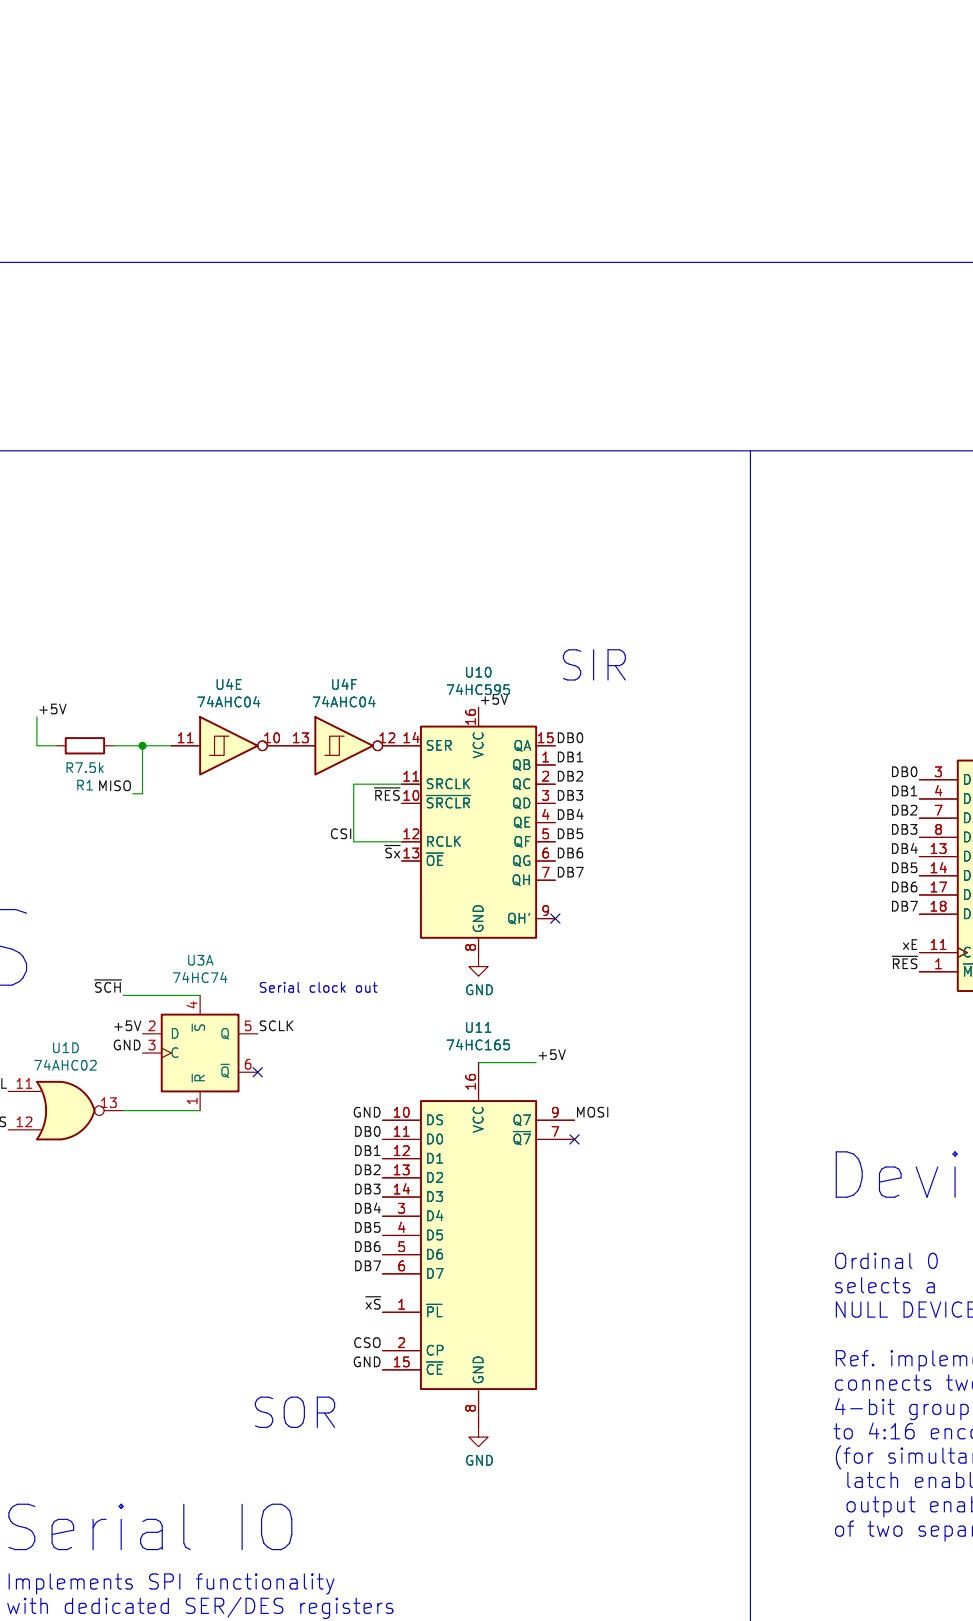 SIR
U10
74HC595
+5V
16
VCC
U4E
74AHC04
U4F
74AHC04
+5V
R7.5k
R1
MISO
11
10
13
12
14
SER
11
SRCLK
RES
10
SRCLR
CSI
12
RCLK
Sx
13
OE
QA
15
DB0
QB
1
DB1
QC
2
DB2
QD
3
DB3
QE
4
DB4
QF
5
DB5
QG
6
DB6
QH
7
DB7
QH'
9
GND
8
GND
S
U3A
74HC74
SCH
4
S
Serial clock out
+5V
2
D
Q
5
SCLK
GND
3
C
Q
6
R
1
U1D
74AHC02
L
11
S
12
13
U11
74HC165
+5V
16
VCC
GND
10
DS
DB0
11
D0
DB1
12
D1
DB2
13
D2
DB3
14
D3
DB4
3
D4
DB5
4
D5
DB6
5
D6
DB7
6
D7
xS
1
PL
CSO
2
CP
GND
15
CE
Q7
9
MOSI
Q7
7
GND
8
GND
SOR
Serial IO
Implements SPI functionality
with dedicated SER/DES registers
DB0
3
D
DB1
4
D
DB2
7
D
DB3
8
D
DB4
13
D
DB5
14
D
DB6
17
D
DB7
18
D
xE
11
C
RES
1
M
Devi
Ordinal 0
selects a
NULL DEVICE
Ref. implem
connects tw
4-bit group
to 4:16 enc
(for simulta
latch enabl
output enab
of two separ